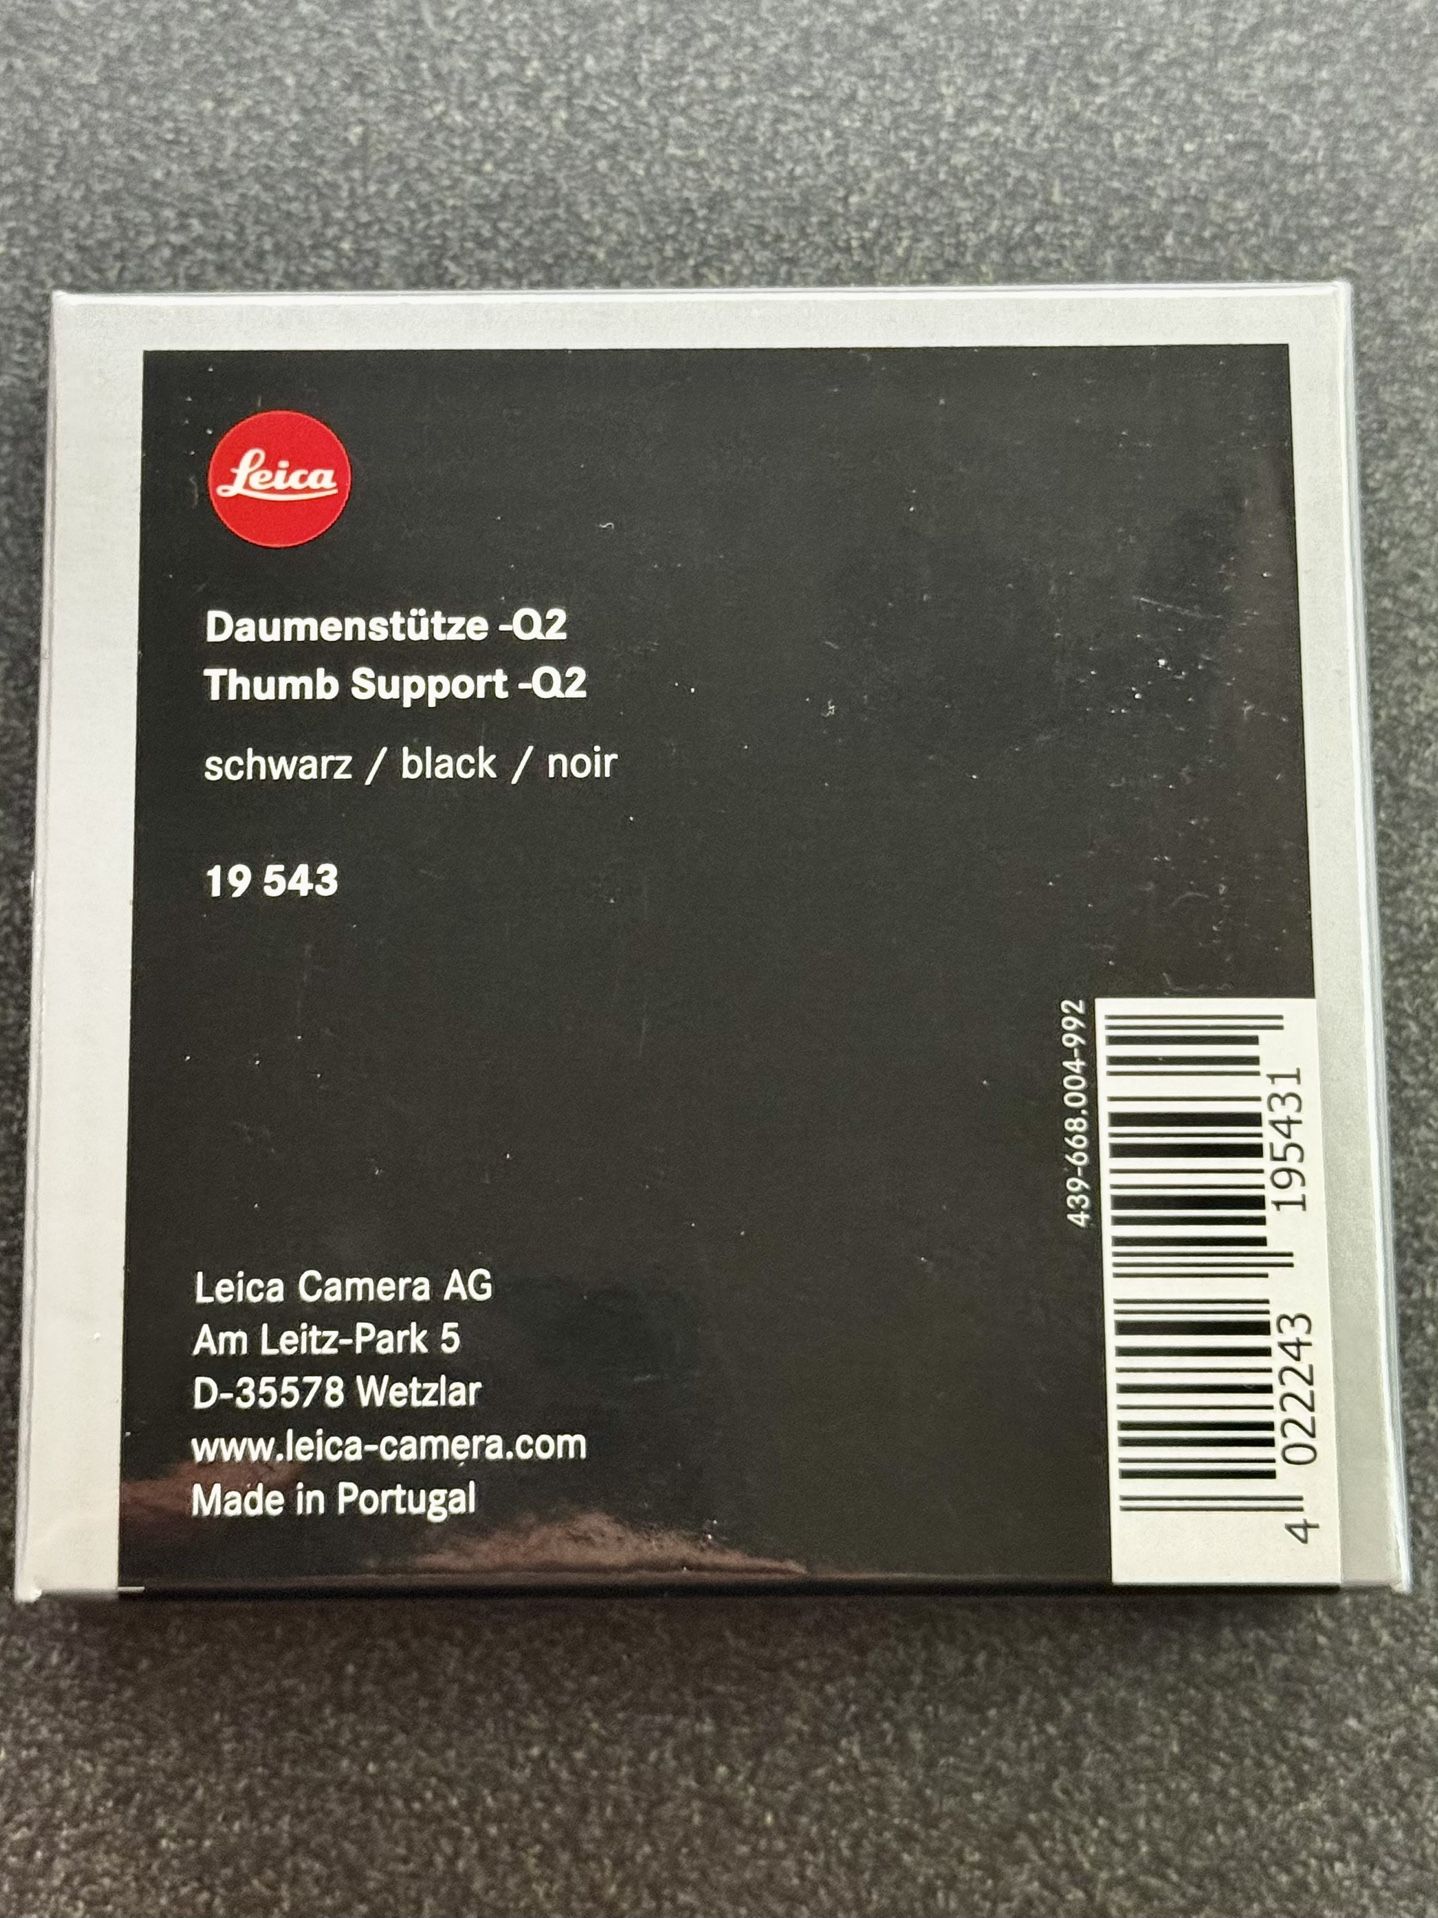 Leica
Daumenstütze -Q2
Thumb Support -Q2
schwarz / black / noir
19 543
Leica Camera AG
Am Leitz-Park 5
D-35578 Wetzlar
www.leica-camera.com
Made in Portugal
439-668.004-992
4 022243 195431